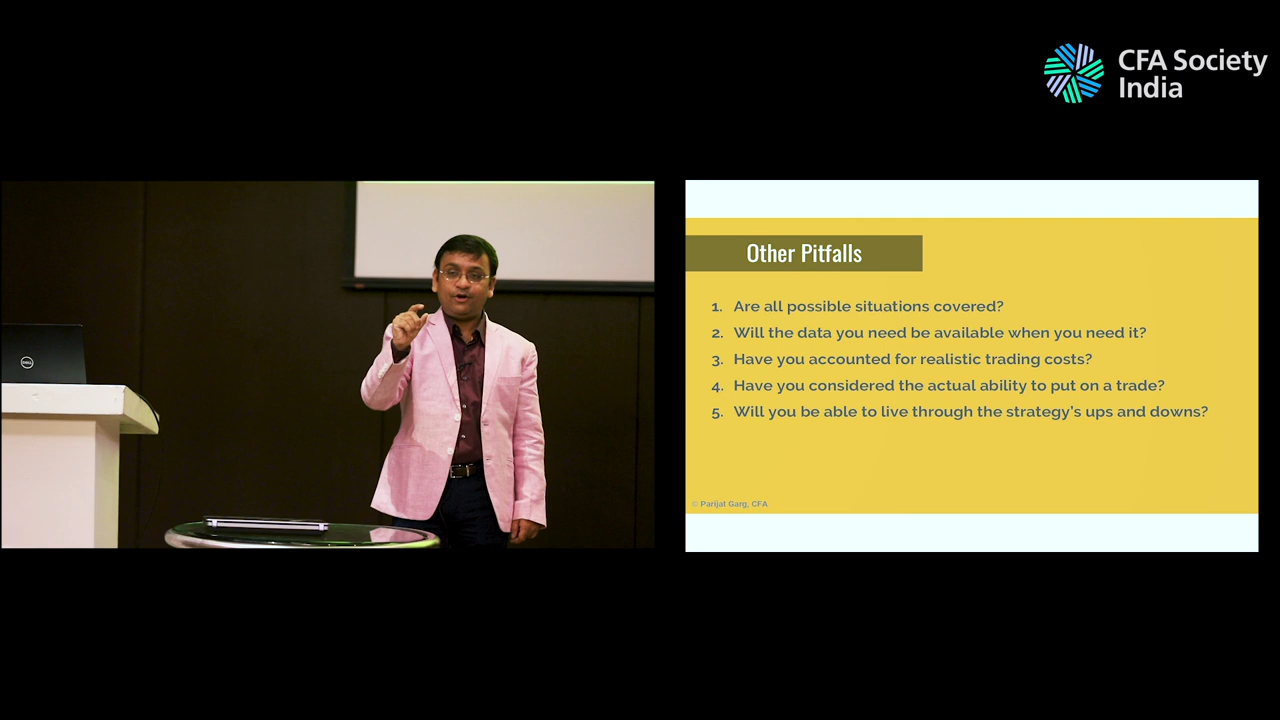 CFA Society
India
DELL
Other Pitfalls
1. Are all possible situations covered?
2. Will the data you need be available when you need it?
3. Have you accounted for realistic trading costs?
4. Have you considered the actual ability to put on a trade?
5. Will you be able to live through the strategy's ups and downs?
© Parijat Garg, CFA